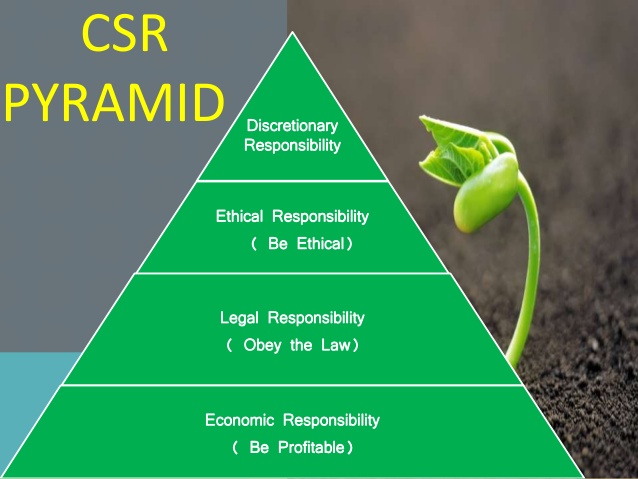 CSR
PYRAMID
Discretionary
Responsibility
Ethical Responsibility
( Be Ethical)
Legal Responsibility
( Obey the Law)
Economic Responsibility
( Be Profitable)